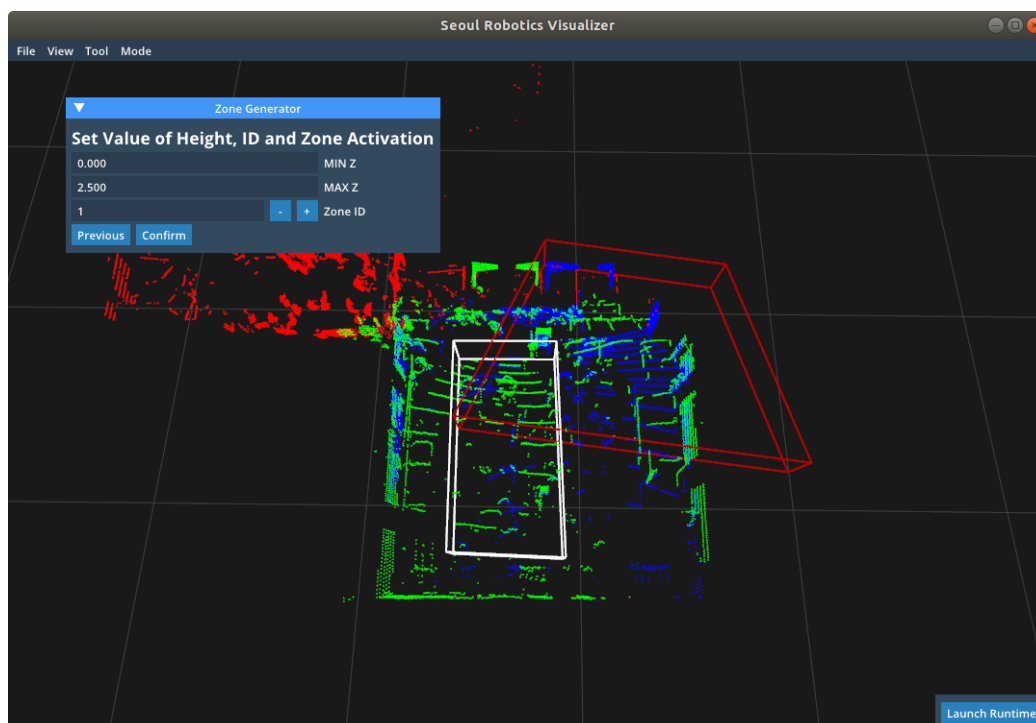 Seoul Robotics Visualizer
File View Tool Mode
Zone Generator
Set Value of Height, ID and Zone Activation
0.000 MIN Z
2.500 MAX Z
1 - + Zone ID
Previous Confirm
Launch Runtime